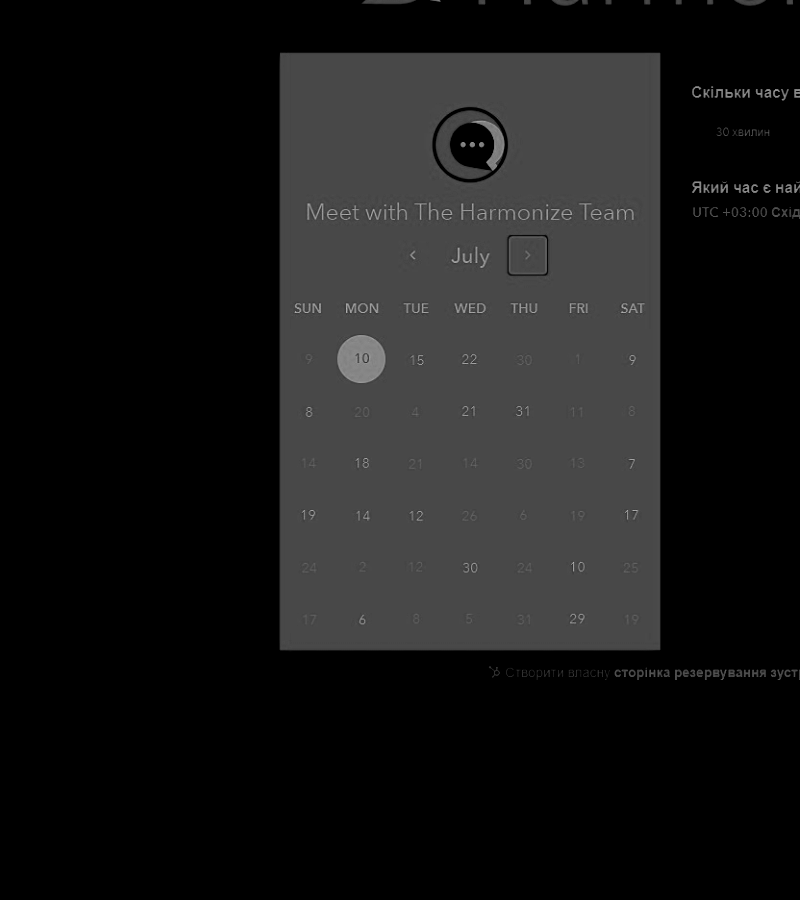 Harmon
Скільки часу в
30 хвилин
Meet with The Harmonize Team
Який час є най
UTC +03:00 Схід
July
SUN MON TUE WED THU FRI SAT
9 10 15 22 30 1 9
8 20 4 21 31 11 8
14 18 21 14 30 13 7
19 14 12 26 6 19 17
24 2 12 30 24 10 25
17 6 8 5 31 29 19
Створити власну сторінка резервування зуст